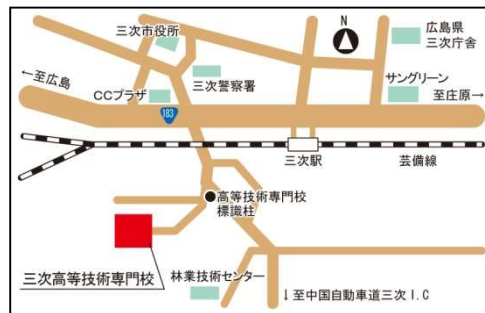 三次市役所
N
広島県
三次庁舎
←至広島
三次警察署
サングリーン
CCプラザ
至庄原→
183
三次駅
芸備線
高等技術専門校
標識柱
三次高等技術専門校
林業技術センター
↓至中国自動車道三次I.C